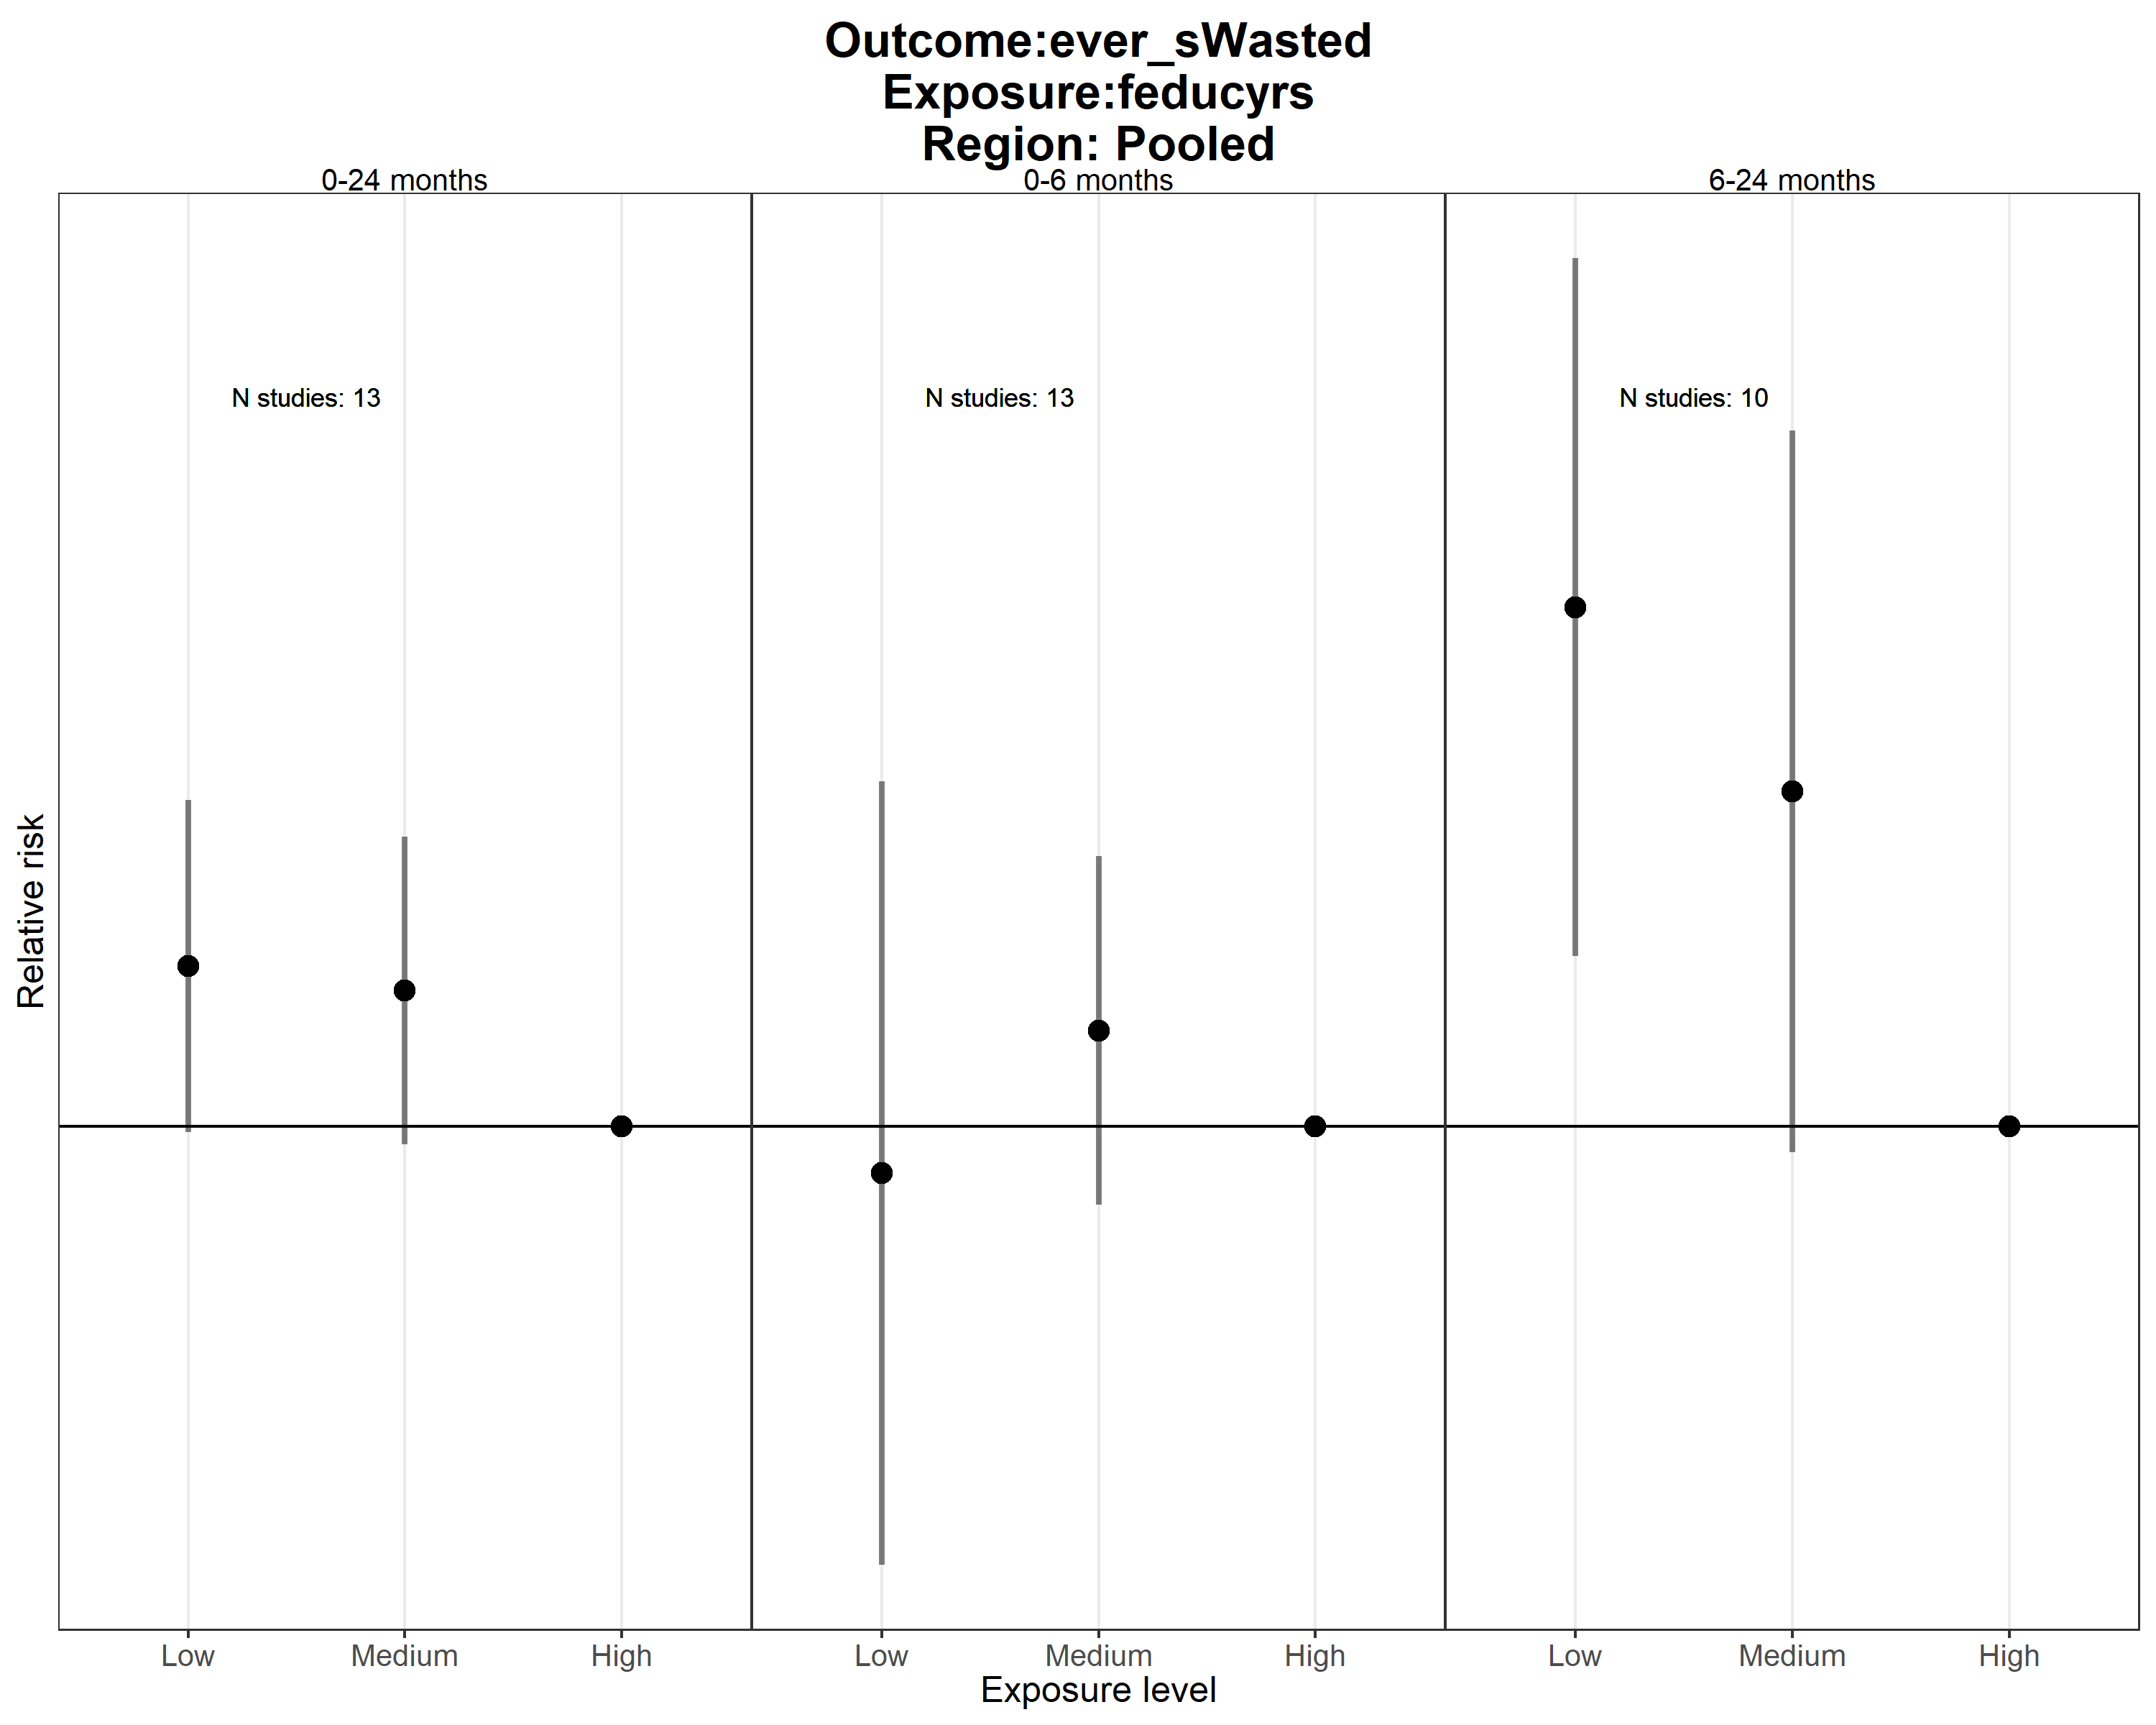 Outcome:ever_sWasted
Exposure:feducyrs
Region: Pooled
0-24 months
0-6 months
6-24 months
N studies: 13
N studies: 13
N studies: 10
Relative risk
Low
Medium
High
Low
Medium
High
Low
Medium
High
Exposure level